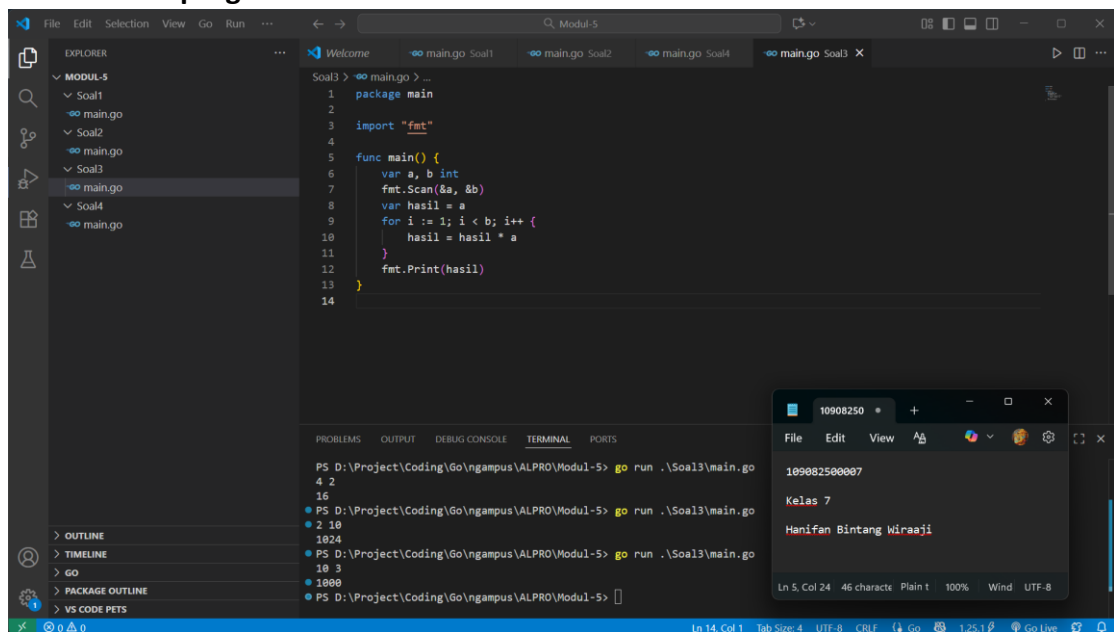 File Edit Selection View Go Run ···
Modul-5
EXPLORER
MODUL-5
Soal1
main.go
Soal2
main.go
Soal3
main.go
Soal4
main.go
OUTLINE
TIMELINE
GO
PACKAGE OUTLINE
VS CODE PETS
Welcome main.go Soal1 main.go Soal2 main.go Soal4 main.go Soal3
Soal3 > main.go > ...
1 package main
2
3 import "fmt"
4
5 func main() {
6 var a, b int
7 fmt.Scan(&a, &b)
8 var hasil = a
9 for i := 1; i < b; i++ {
10 hasil = hasil * a
11 }
12 fmt.Print(hasil)
13 }
14
PROBLEMS OUTPUT DEBUG CONSOLE TERMINAL PORTS
PS D:\Project\Coding\Go\ngampus\ALPRO\Modul-5> go run .\Soal3\main.go
4 2
16
PS D:\Project\Coding\Go\ngampus\ALPRO\Modul-5> go run .\Soal3\main.go
2 10
1024
PS D:\Project\Coding\Go\ngampus\ALPRO\Modul-5> go run .\Soal3\main.go
10 3
1000
PS D:\Project\Coding\Go\ngampus\ALPRO\Modul-5>
10908250
File Edit View
109082500007
Kelas 7
Hanifan Bintang Wiraaji
Ln 5, Col 24 46 characte Plain t 100% Wind UTF-8
1
0 0 Ln 14, Col 1 Tab Size: 4 UTF-8 CRLF Go 1.25.1 Go Live